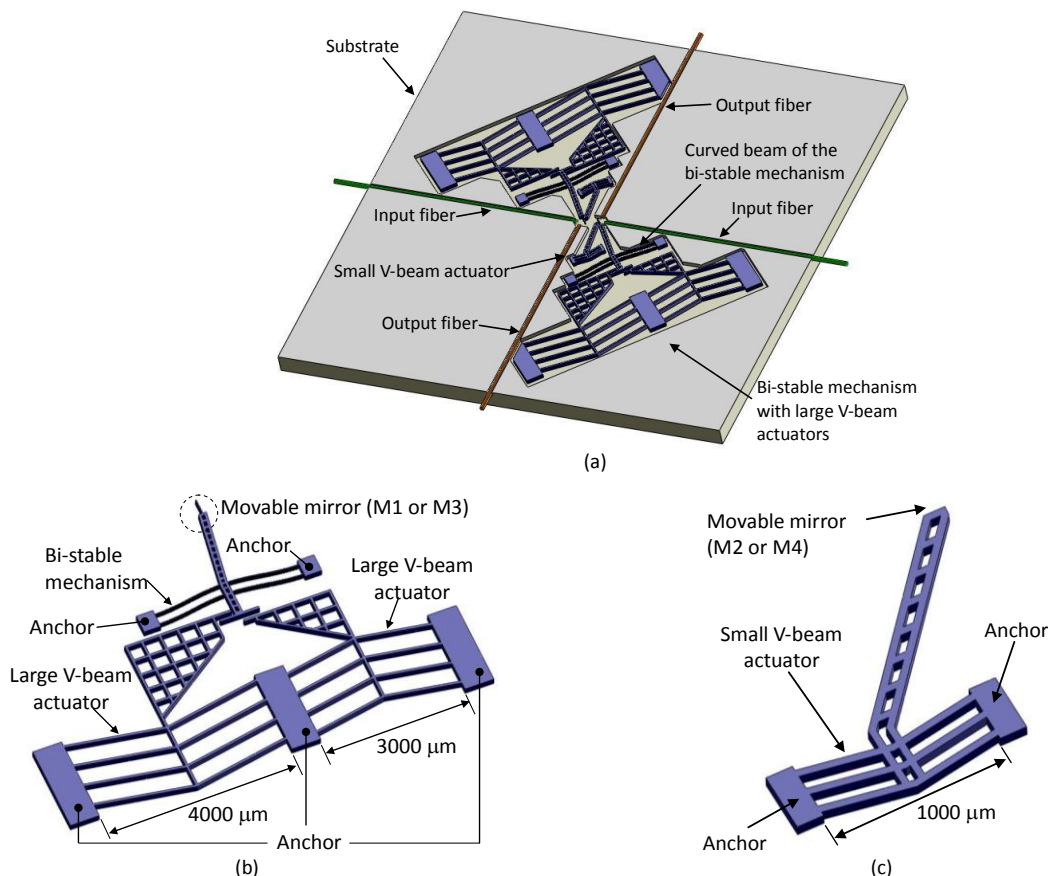 Substrate
Output fiber
Curved beam of the
bi-stable mechanism
Input fiber
Input fiber
Small V-beam actuator
Output fiber
Bi-stable mechanism
with large V-beam
actuators
(a)
Movable mirror (M1 or M3)
Anchor
Bi-stable
mechanism
Large V-beam
actuator
Anchor
Large V-beam
actuator
3000 µm
4000 µm
Anchor
(b)
Movable mirror
(M2 or M4)
Small V-beam
actuator
Anchor
1000 µm
Anchor
(c)